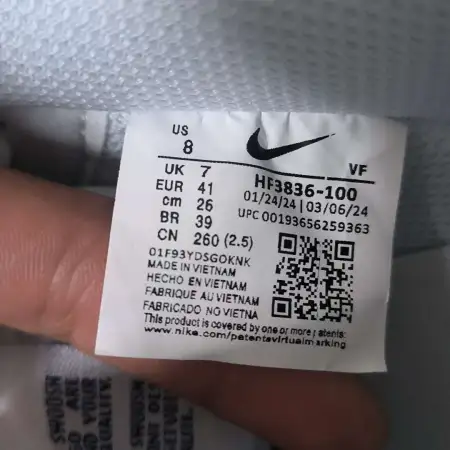 US
8
VF
UK 7
EUR 41
cm 26
BR 39
CN 260 (2.5)
HF3836-100
01/24/24 | 03/06/24
UPC 00193656259363
01F93YDSGOKNK
MADE IN VIETNAM
HECHO EN VIETNAM
FABRIQUE AU VIETNAM
FABRICADO NO VIETNA
This product is covered by one or more patents:
www.nike.com/patentsvirtualmarking